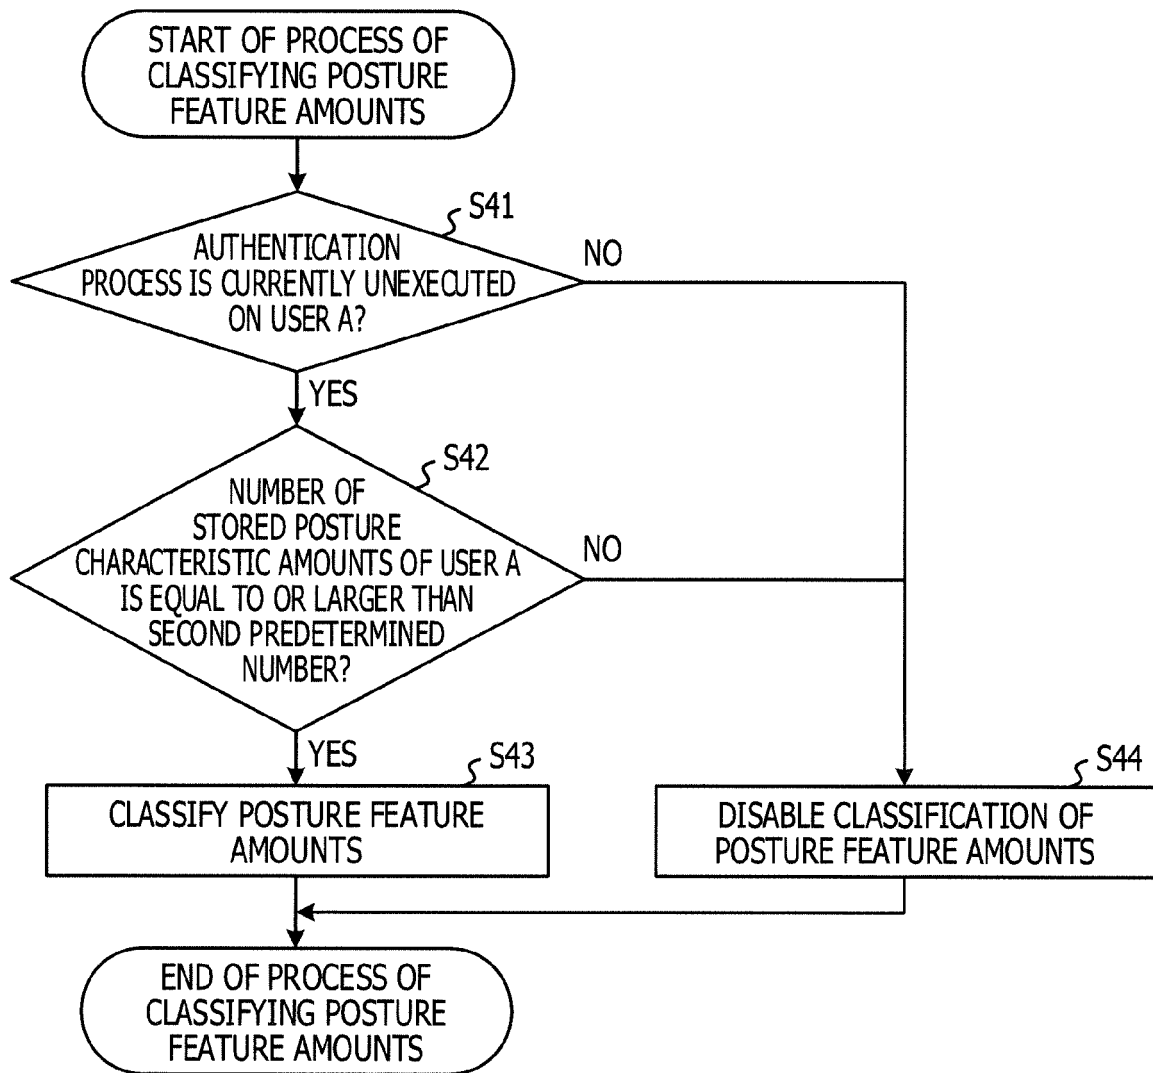 START OF PROCESS OF
CLASSIFYING POSTURE
FEATURE AMOUNTS
S41
AUTHENTICATION
PROCESS IS CURRENTLY UNEXECUTED
ON USER A?
NO
YES
S42
NUMBER OF
STORED POSTURE
CHARACTERISTIC AMOUNTS OF USER A
IS EQUAL TO OR LARGER THAN
SECOND PREDETERMINED
NUMBER?
NO
YES
S43
CLASSIFY POSTURE FEATURE
AMOUNTS
S44
DISABLE CLASSIFICATION OF
POSTURE FEATURE AMOUNTS
END OF PROCESS OF
CLASSIFYING POSTURE
FEATURE AMOUNTS